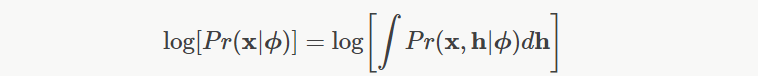 log[Pr(𝐱|𝝓)] = log[∫ Pr(𝐱, 𝐡|𝝓)d𝐡]